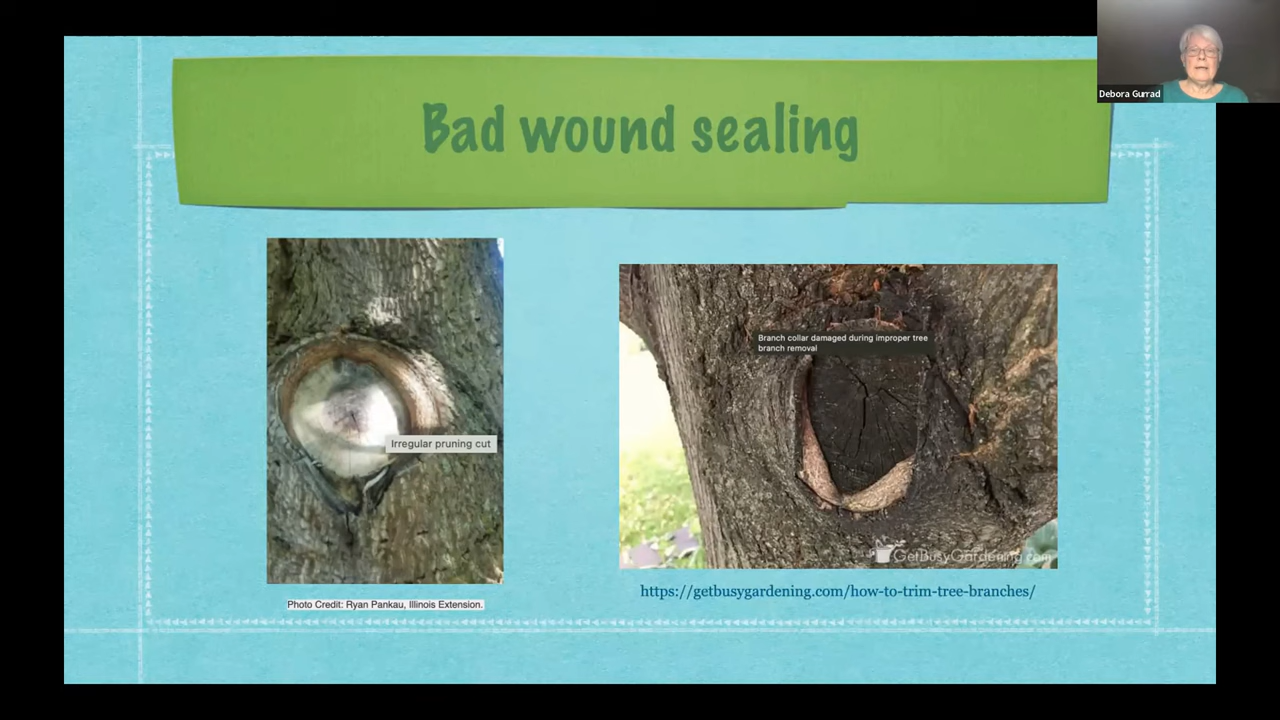 Debora Gurrad
Bad wound sealing
Irregular pruning cut
Branch collar damaged during improper tree
branch removal
GetBusyGardening.com
Photo Credit: Ryan Pankau, Illinois Extension.
https://getbusygardening.com/how-to-trim-tree-branches/